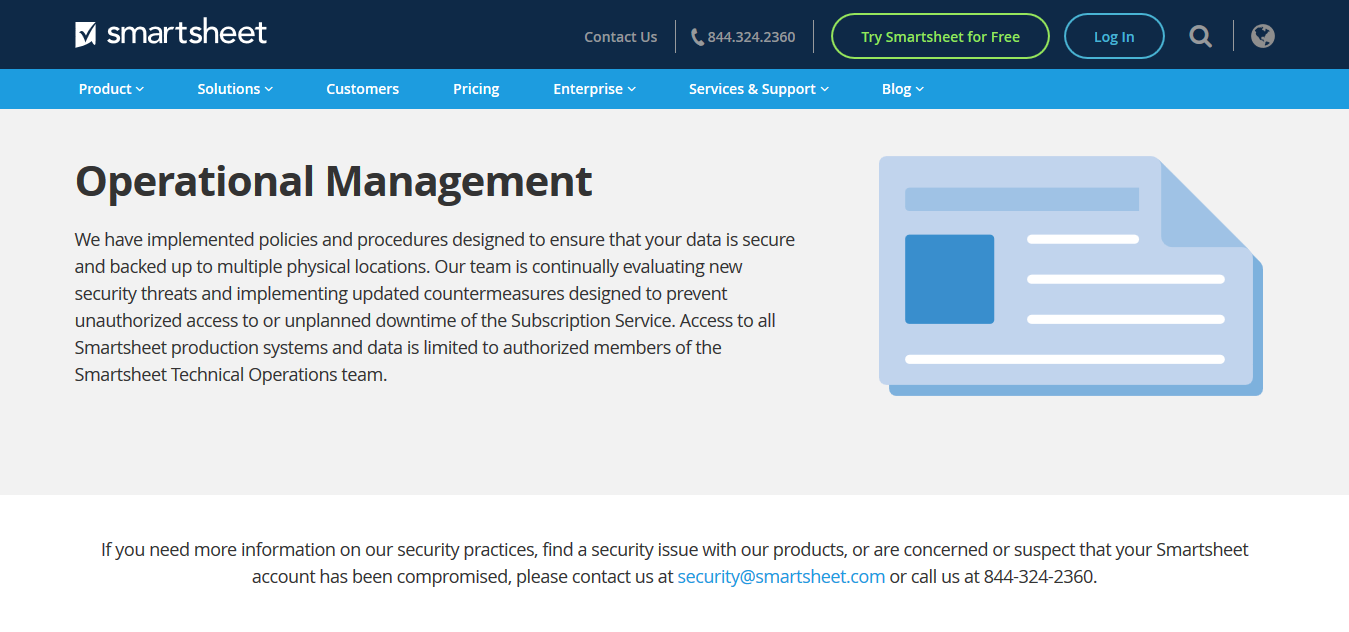 smartsheet
Contact Us
844.324.2360
Try Smartsheet for Free
Log In
Product
Solutions
Customers
Pricing
Enterprise
Services & Support
Blog
Operational Management
We have implemented policies and procedures designed to ensure that your data is secure
and backed up to multiple physical locations. Our team is continually evaluating new
security threats and implementing updated countermeasures designed to prevent
unauthorized access to or unplanned downtime of the Subscription Service. Access to all
Smartsheet production systems and data is limited to authorized members of the
Smartsheet Technical Operations team.
If you need more information on our security practices, find a security issue with our products, or are concerned or suspect that your Smartsheet
account has been compromised, please contact us at security@smartsheet.com or call us at 844-324-2360.